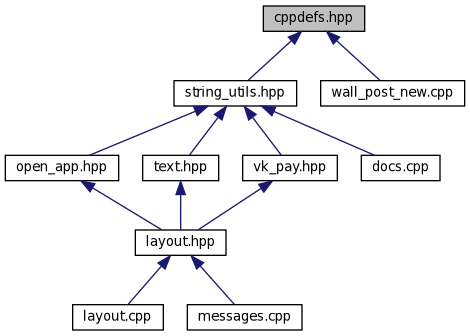 cppdefs.hpp
string_utils.hpp
wall_post_new.cpp
open_app.hpp
text.hpp
vk_pay.hpp
docs.cpp
layout.hpp
layout.cpp
messages.cpp